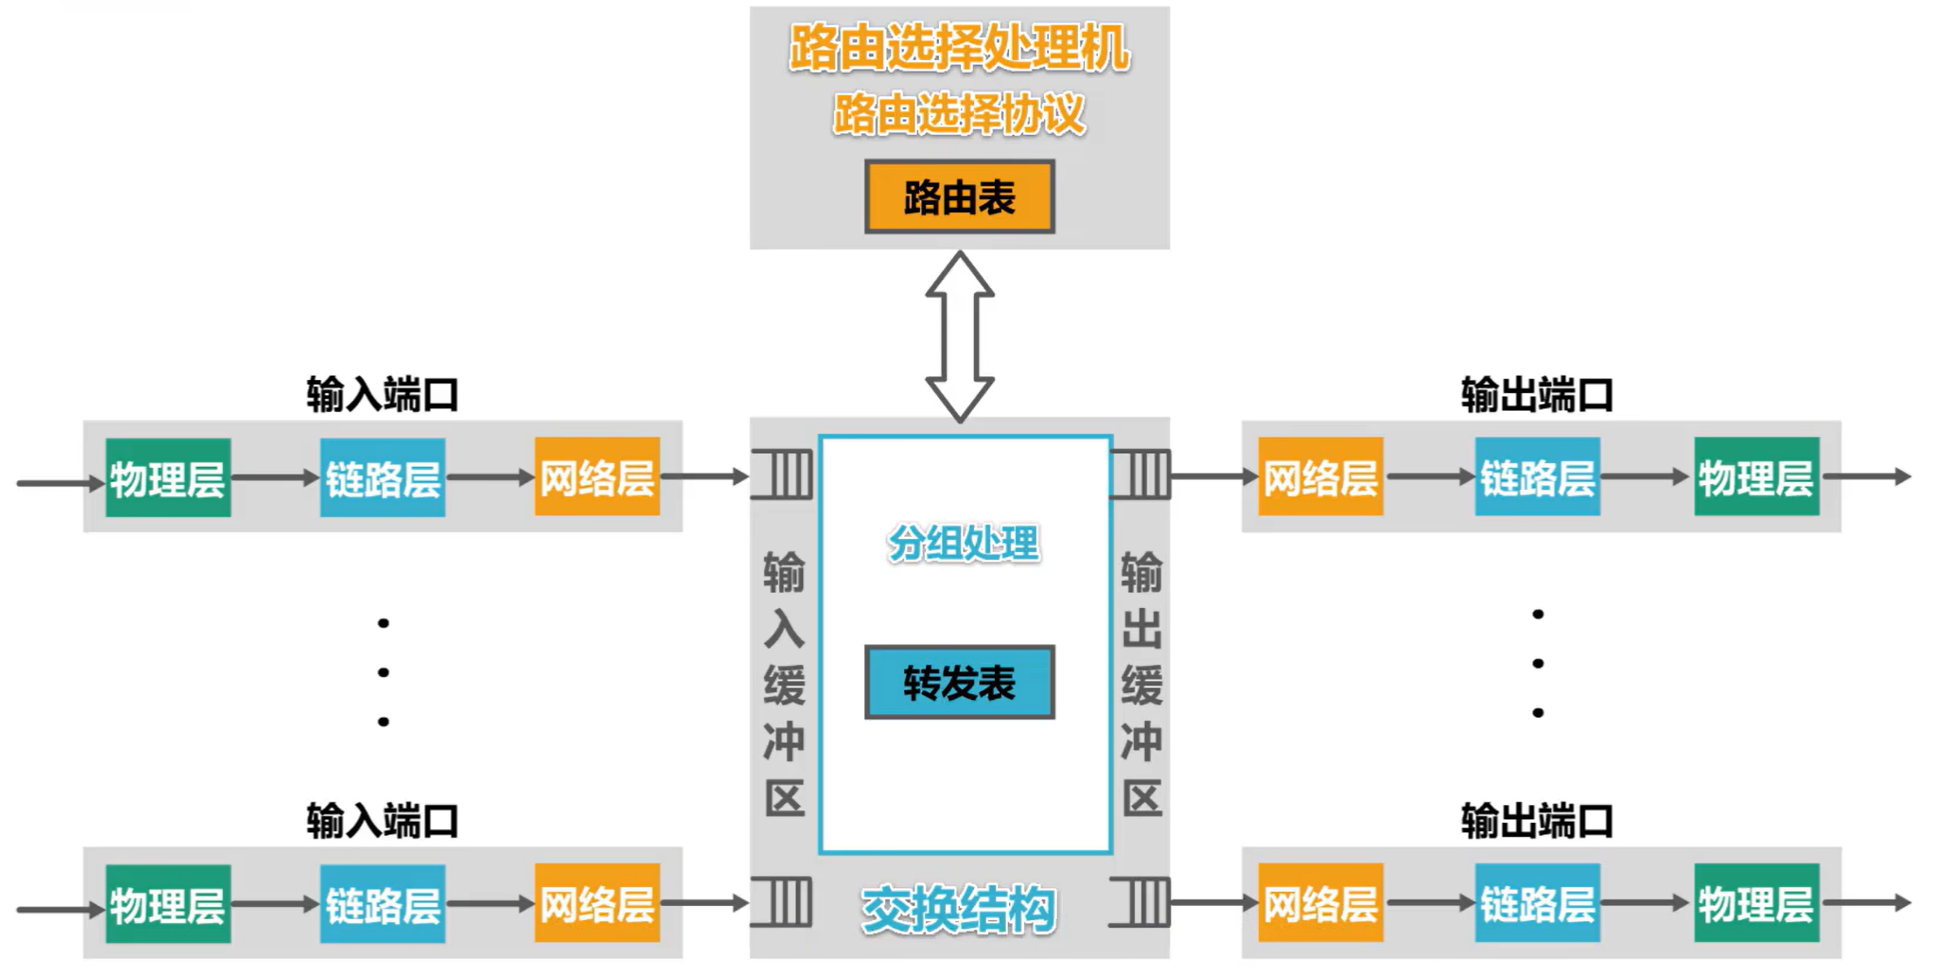 路由选择处理机
路由选择协议
路由表
输入端口
物理层
链路层
网络层
输入端口
物理层
链路层
网络层
输入缓冲区
分组处理
转发表
交换结构
输出缓冲区
输出端口
网络层
链路层
物理层
输出端口
网络层
链路层
物理层